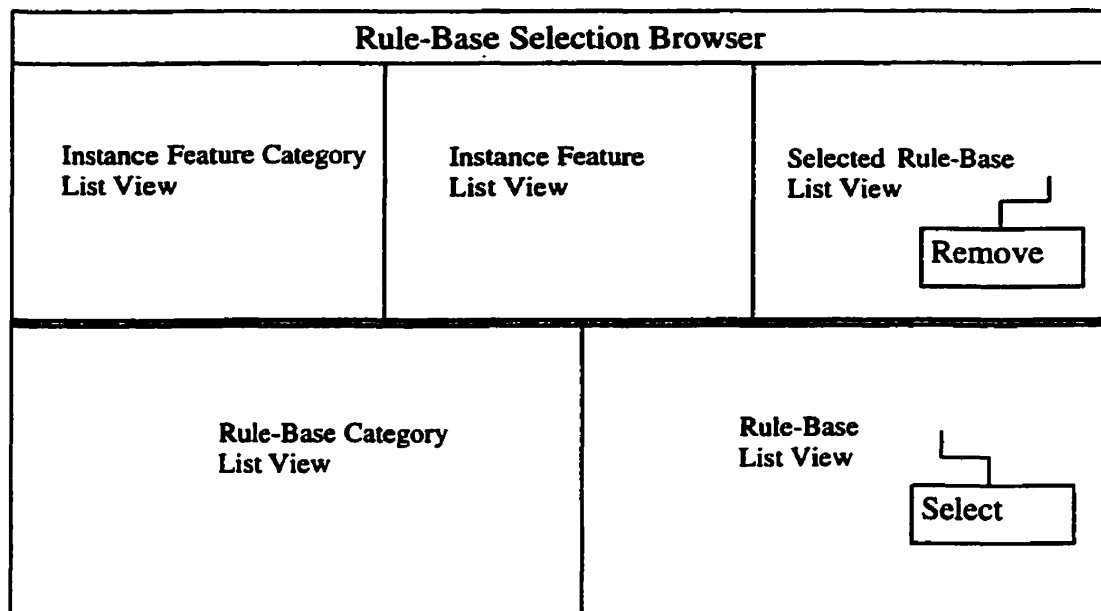 Rule-Base Selection Browser
Instance Feature Category
List View
Instance Feature
List View
Selected Rule-Base
List View
Remove
Rule-Base Category
List View
Rule-Base
List View
Select